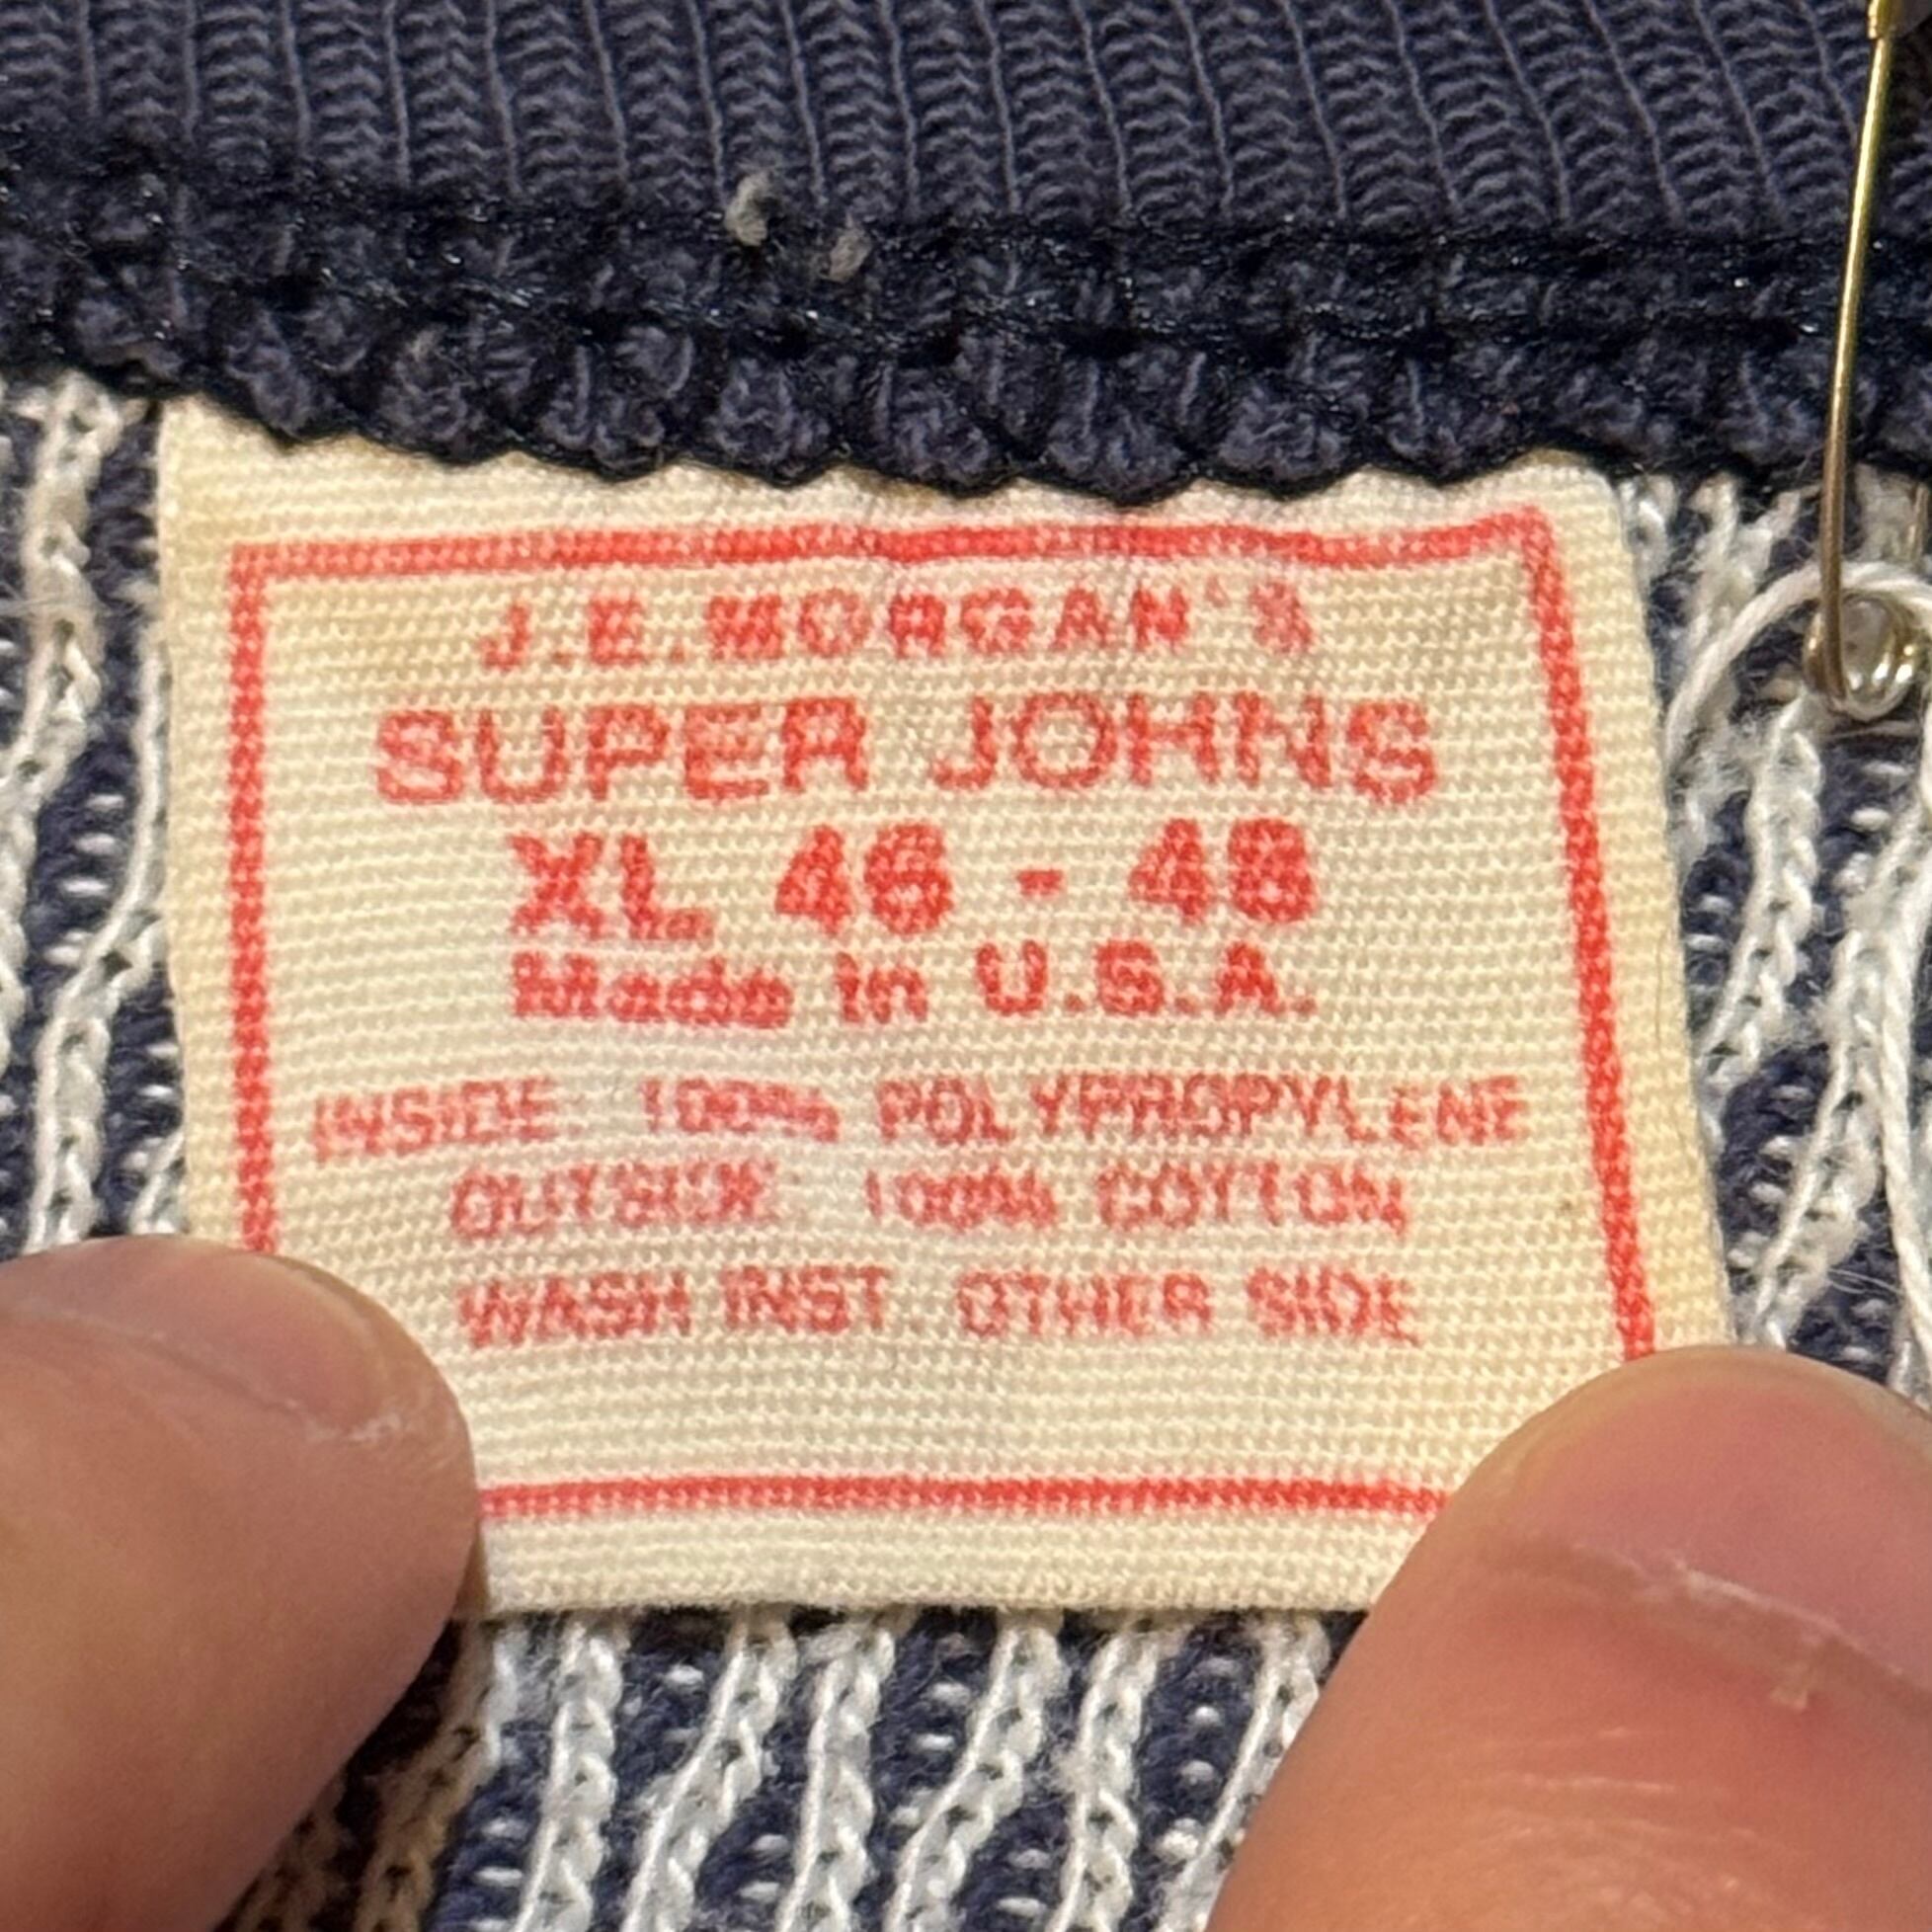 J.E. MORGAN'S
SUPER JOHNS
XL 46 - 48
Made in U.S.A.
INSIDE 100% POLYPROPYLENE
OUTSIDE 100% COTTON
WASH INST OTHER SIDE